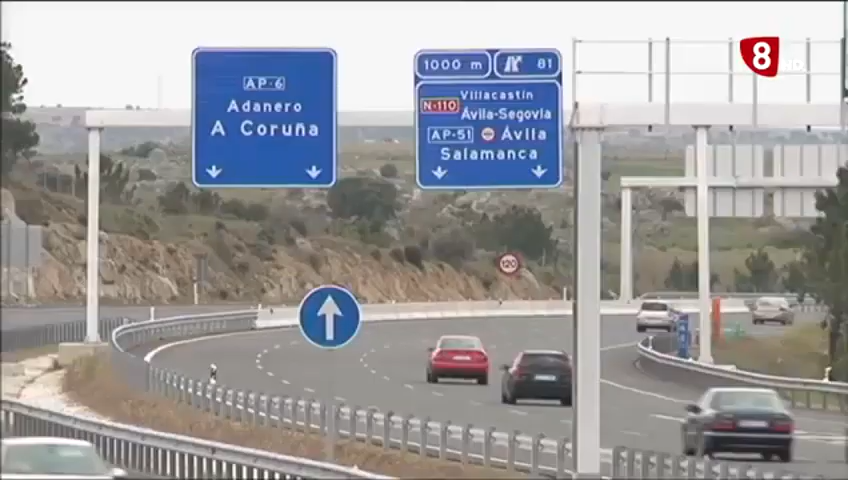 AP-6
Adanero
A Coruña
1000 m 81
Villacastín
N-110 Ávila-Segovia
AP-51 Ávila
Salamanca
120
8 HD